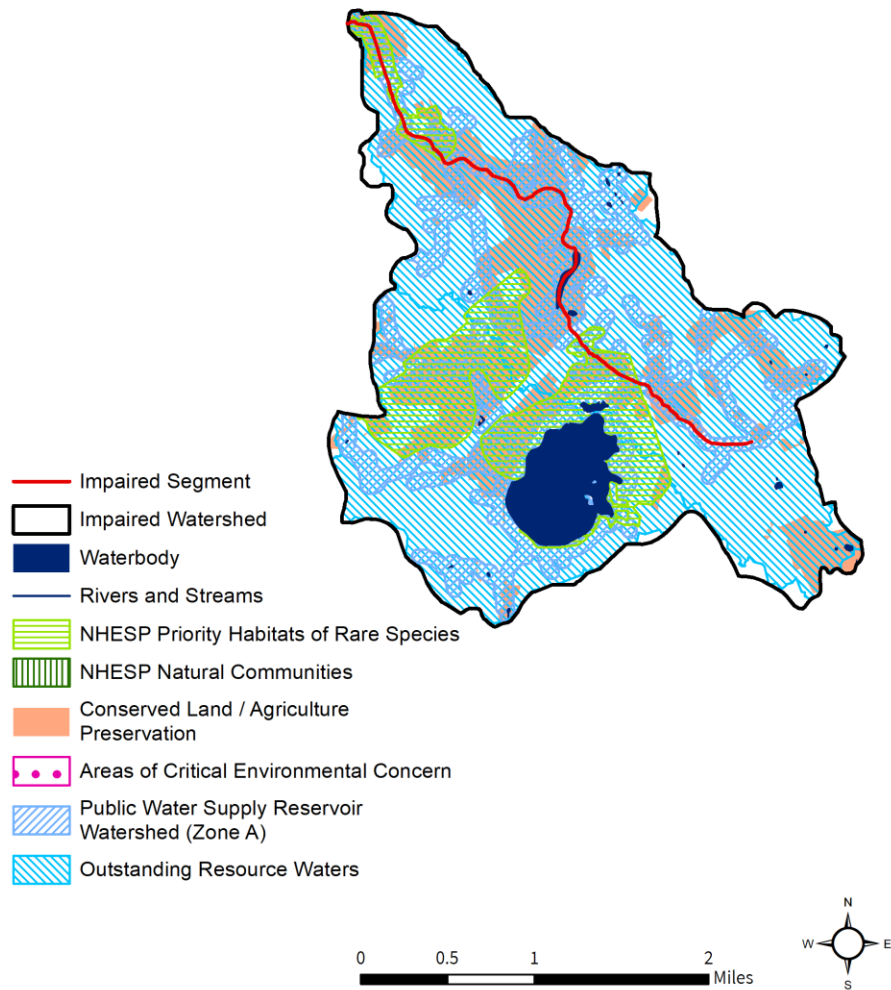 Impaired Segment
Impaired Watershed
Waterbody
Rivers and Streams
NHESP Priority Habitats of Rare Species
NHESP Natural Communities
Conserved Land / Agriculture
Preservation
Areas of Critical Environmental Concern
Public Water Supply Reservoir
Watershed (Zone A)
Outstanding Resource Waters
N
W E
S
0 0.5 1 2
Miles